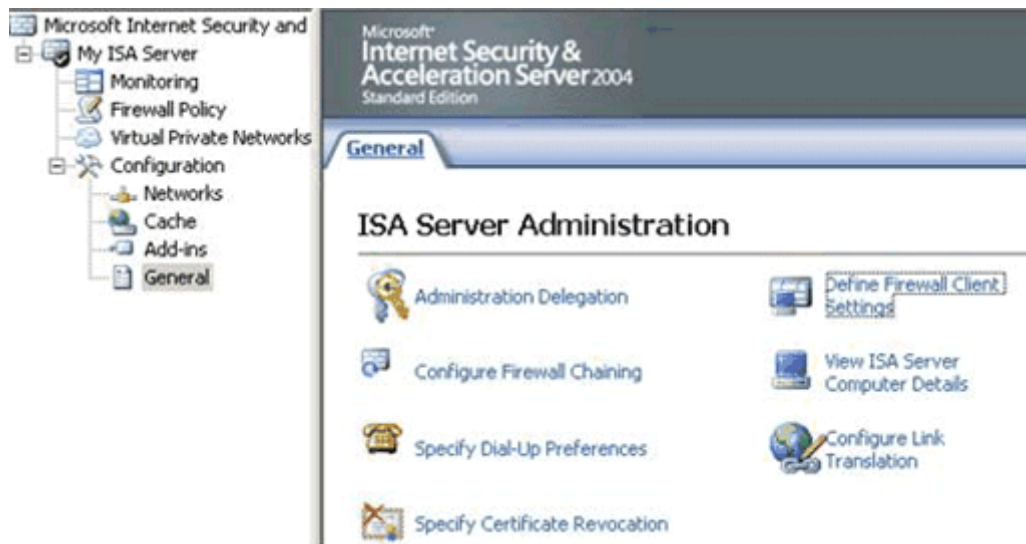 Microsoft Internet Security and
My ISA Server
Monitoring
Firewall Policy
Virtual Private Networks
Configuration
Networks
Cache
Add-ins
General
Microsoft
Internet Security &
Acceleration Server 2004
Standard Edition
General
ISA Server Administration
Administration Delegation
Define Firewall Client
Settings
Configure Firewall Chaining
View ISA Server
Computer Details
Specify Dial-Up Preferences
Configure Link
Translation
Specify Certificate Revocation